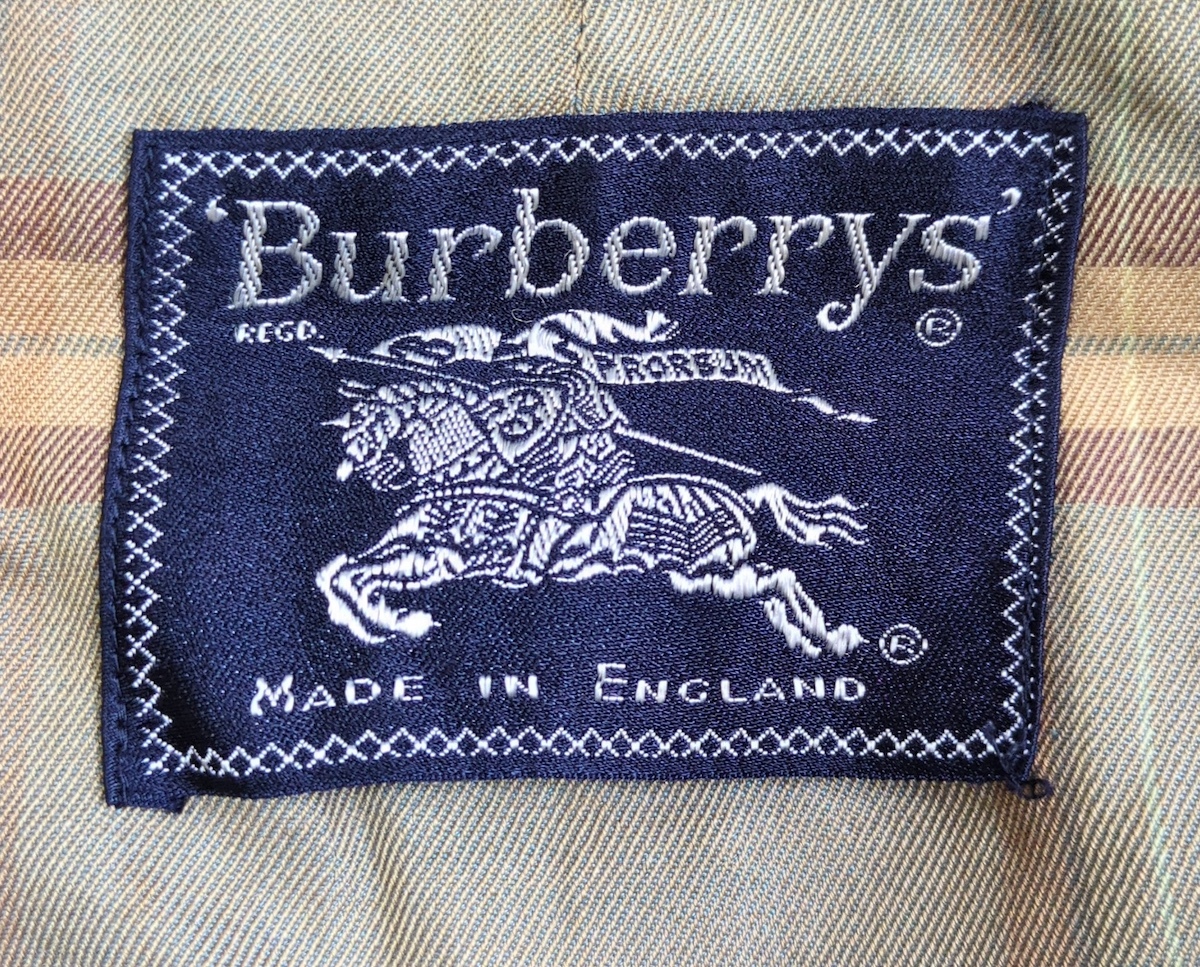 'Burberrys'
REGD. ®
PRORSUM
®
MADE IN ENGLAND